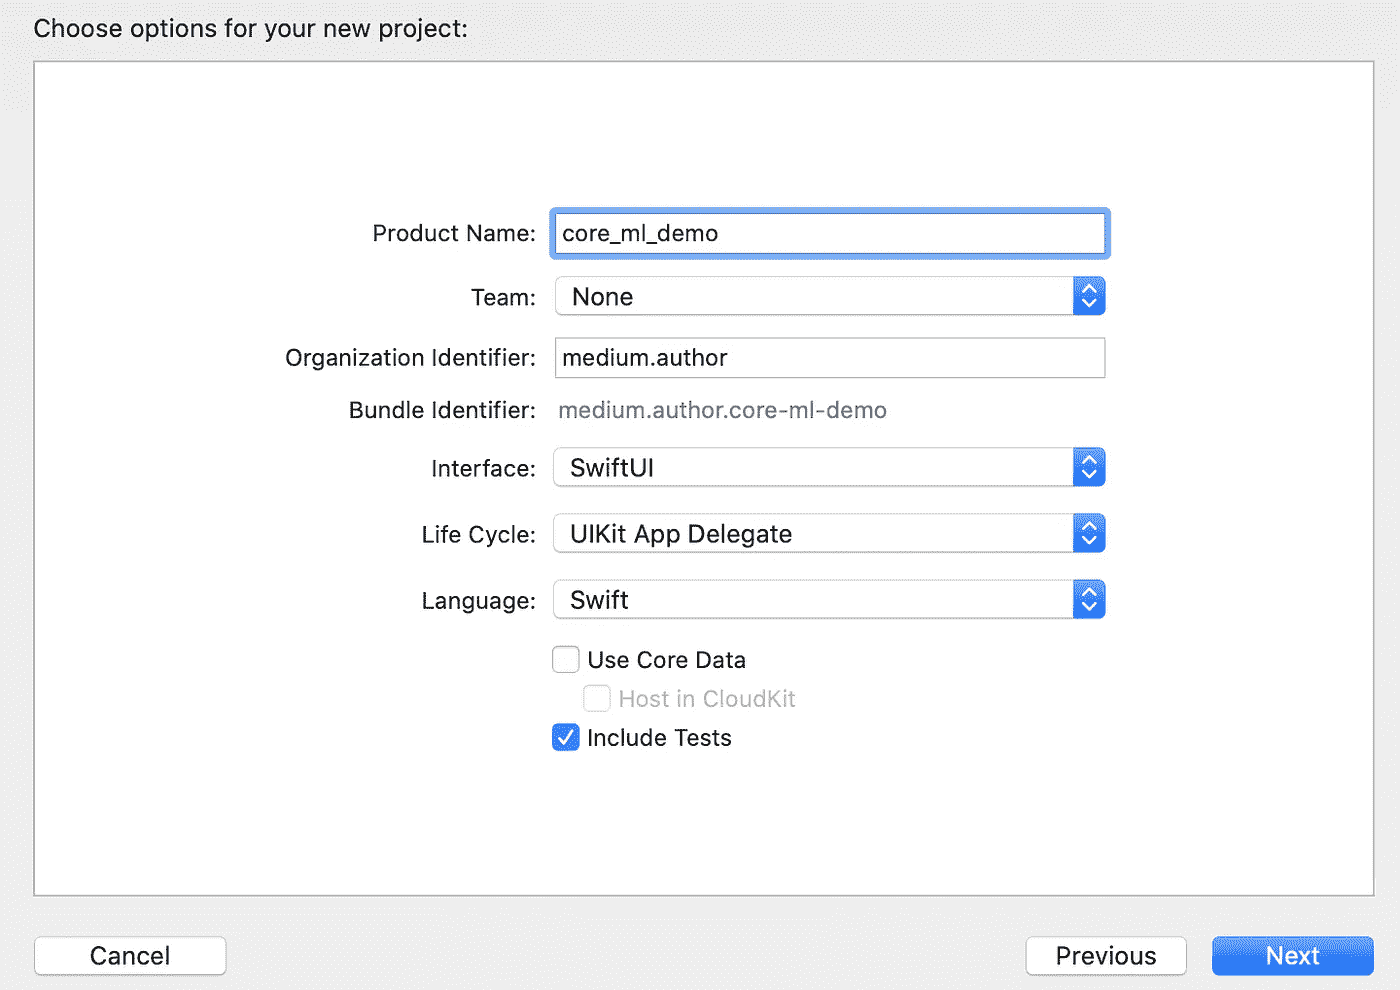 Choose options for your new project:
Product Name: core_ml_demo
Team: None
Organization Identifier: medium.author
Bundle Identifier: medium.author.core-ml-demo
Interface: SwiftUI
Life Cycle: UIKit App Delegate
Language: Swift
Use Core Data
Host in CloudKit
Include Tests
Cancel Previous Next